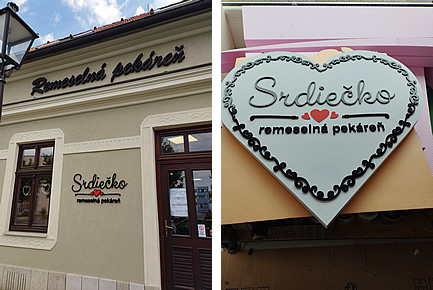 Remeselná pekáreň
Srdiečko
remeselná pekáreň
Srdiečko
remeselná pekáreň